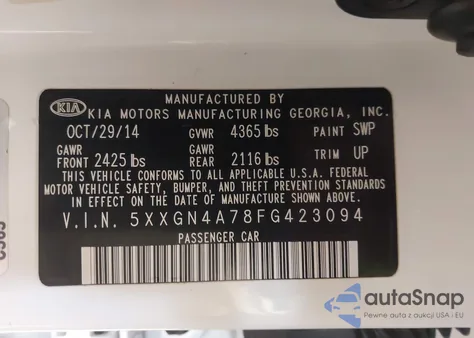 MANUFACTURED BY
KIA KIA MOTORS MANUFACTURING GEORGIA, INC.
OCT/29/14 GVWR 4365 lbs PAINT SWP
GAWR GAWR
FRONT 2425 lbs REAR 2116 lbs TRIM UP
THIS VEHICLE CONFORMS TO ALL APPLICABLE U.S.A. FEDERAL
MOTOR VEHICLE SAFETY, BUMPER, AND THEFT PREVENTION STANDARDS
IN EFFECT ON THE DATE OF MANUFACTURE SHOWN ABOVE.
V.I.N. 5XXGN4A78FG423094
PASSENGER CAR
autoSnap
Pewne auta z aukcji USA i EU